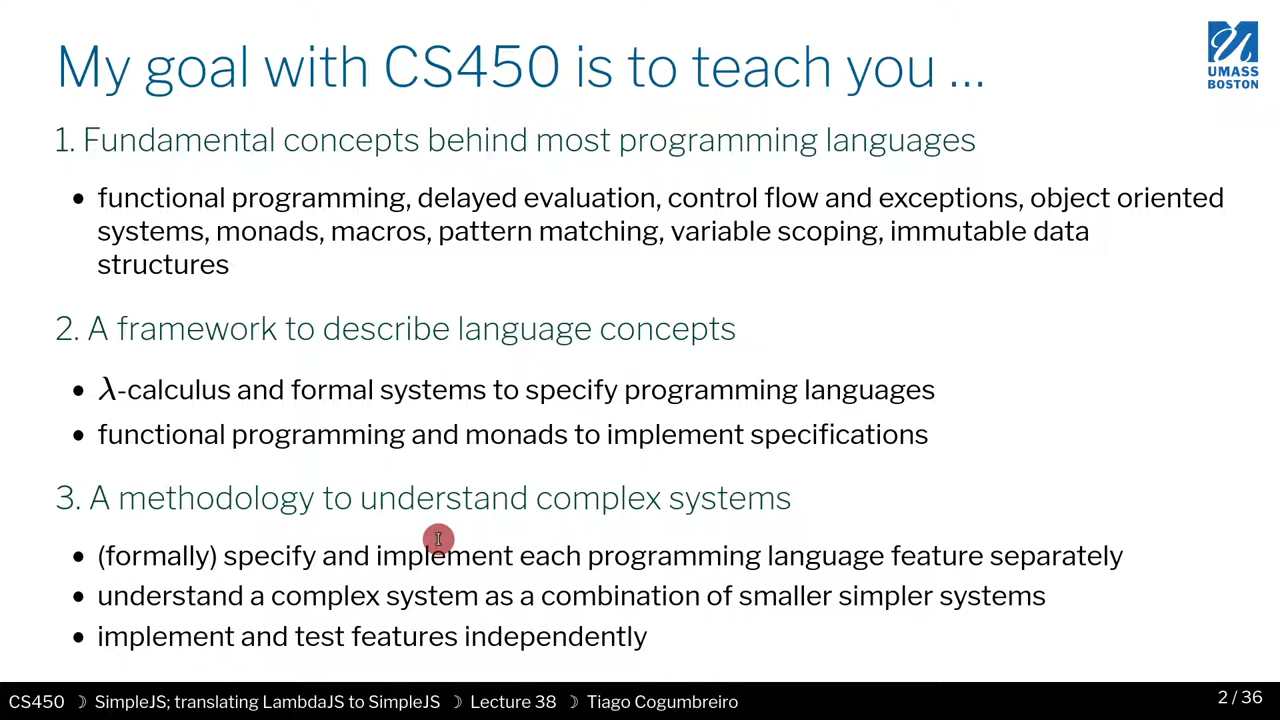 My goal with CS450 is to teach you ...
UMASS
BOSTON
1. Fundamental concepts behind most programming languages
• functional programming, delayed evaluation, control flow and exceptions, object oriented
systems, monads, macros, pattern matching, variable scoping, immutable data
structures
2. A framework to describe language concepts
• λ-calculus and formal systems to specify programming languages
• functional programming and monads to implement specifications
3. A methodology to understand complex systems
• (formally) specify and implement each programming language feature separately
• understand a complex system as a combination of smaller simpler systems
• implement and test features independently
CS450 ☽ SimpleJS; translating LambdaJS to SimpleJS ☽ Lecture 38 ☽ Tiago Cogumbreiro
2 / 36